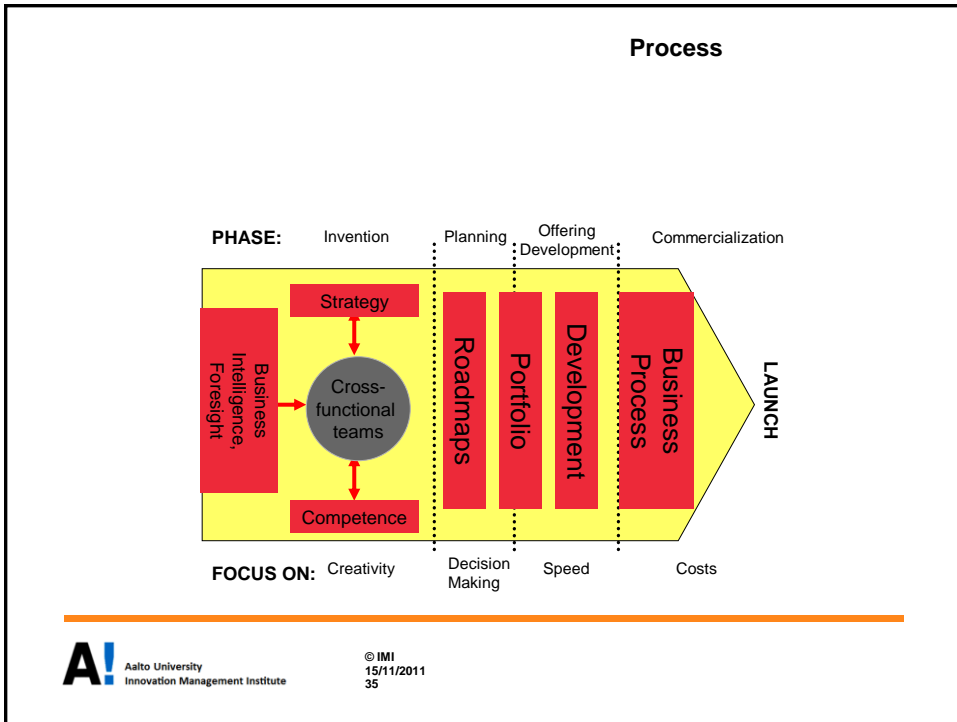 Process
PHASE:
Invention
Planning
Offering
Development
Commercialization
Business
Intelligence,
Foresight
Strategy
Cross-
functional
teams
Competence
Roadmaps
Portfolio
Development
Business
Process
LAUNCH
FOCUS ON:
Creativity
Decision
Making
Speed
Costs
A!
Aalto University
Innovation Management Institute
© IMI
15/11/2011
35